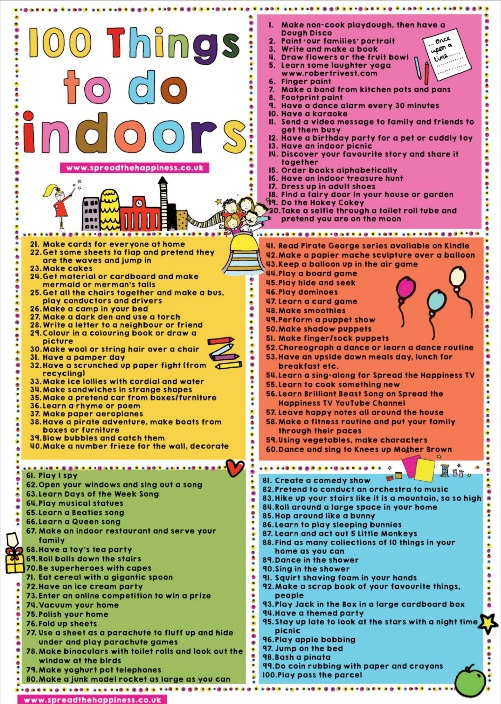 100 Things
to do
indoors
www.spreadthehappiness.co.uk
1. Make non-cook playdough, then have a
Dough Disco
2. Paint our families' portrait
3. Write and make a book
4. Draw flowers or the fruit bowl
5. Learn some laughter yoga
www.robertrivest.com
6. Finger paint
7. Make a band from kitchen pots and pans
8. Footprint paint
9. Have a dance alarm every 30 minutes
10. Have a karaoke
11. Send a video message to family and friends to
get them busy
12. Have a birthday party for a pet or cuddly toy
13. Have an indoor picnic
14. Discover your favourite story and share it
together
15. Order books alphabetically
16. Have an indoor treasure hunt
17. Dress up in adult shoes
18. Find a fairy door in your house or garden
19. Do the Hokey Cokey
20. Take a selfie through a toilet roll tube and
pretend you are on the moon
once
upon a
time
21. Make cards for everyone at home
22. Get some sheets to flap and pretend they
are the waves and jump in
23. Make cakes
24. Get material or cardboard and make
mermaid or merman's tails
25. Get all the chairs together and make a bus,
play conductors and drivers
26. Make a camp in your bed
27. Make a dark den and use a torch
28. Write a letter to a neighbour or friend
29. Colour in a colouring book or draw a
picture
30. Make wool or string hair over a chair
31. Have a pamper day
32. Have a scrunched up paper fight (from
recycling)
33. Make ice lollies with cordial and water
34. Make sandwiches in strange shapes
35. Make a pretend car from boxes/furniture
36. Learn a rhyme or poem
37. Make paper aeroplanes
38. Have a pirate adventure, make boats from
boxes or furniture
39. Blow bubbles and catch them
40. Make a number frieze for the wall, decorate
41. Read Pirate George series available on Kindle
42. Make a papier mache sculpture over a balloon
43. Keep a balloon up in the air game
44. Play a board game
45. Play hide and seek
46. Play dominoes
47. Learn a card game
48. Make smoothies
49. Perform a puppet show
50. Make shadow puppets
51. Make finger/sock puppets
52. Choreograph a dance or learn a dance routine
53. Have an upside down meals day, lunch for
breakfast etc.
54. Learn a sing-along for Spread the Happiness TV
55. Learn to cook something new
56. Learn Brilliant Beast Song on Spread the
Happiness TV YouTube Channel
57. Leave happy notes all around the house
58. Make a fitness routine and put your family
through their paces
59. Using vegetables, make characters
60. Dance and sing to Knees up Mother Brown
61. Play I spy
62. Open your windows and sing out a song
63. Learn Days of the Week Song
64. Play musical statues
65. Learn a Beatles song
66. Learn a Queen song
67. Make an indoor restaurant and serve your
family
68. Have a toy's tea party
69. Roll balls down the stairs
70. Be superheroes with capes
71. Eat cereal with a gigantic spoon
72. Have an ice cream party
73. Enter an online competition to win a prize
74. Vacuum your home
75. Polish your home
76. Fold up sheets
77. Use a sheet as a parachute to fluff up and hide
under and play parachute games
78. Make binoculars with toilet rolls and look out the
window at the birds
79. Make yoghurt pot telephones
80. Make a junk model rocket as large as you can
81. Create a comedy show
82. Pretend to conduct an orchestra to music
83. Hike up your stairs like it is a mountain, so so high
84. Roll around a large space in your home
85. Hop around like a bunny
86. Learn to play sleeping bunnies
87. Learn and act out 5 Little Monkeys
88. Find as many collections of 10 things in your
home as you can
89. Dance in the shower
90. Sing in the shower
91. Squirt shaving foam in your hands
92. Make a scrap book of your favourite things,
people
93. Play Jack in the Box in a large cardboard box
94. Have a themed party
95. Stay up late to look at the stars with a night time
picnic
96. Play apple bobbing
97. Jump on the bed
98. Bash a pinata
99. Do coin rubbing with paper and crayons
100. Play pass the parcel
www.spreadthehappiness.co.uk